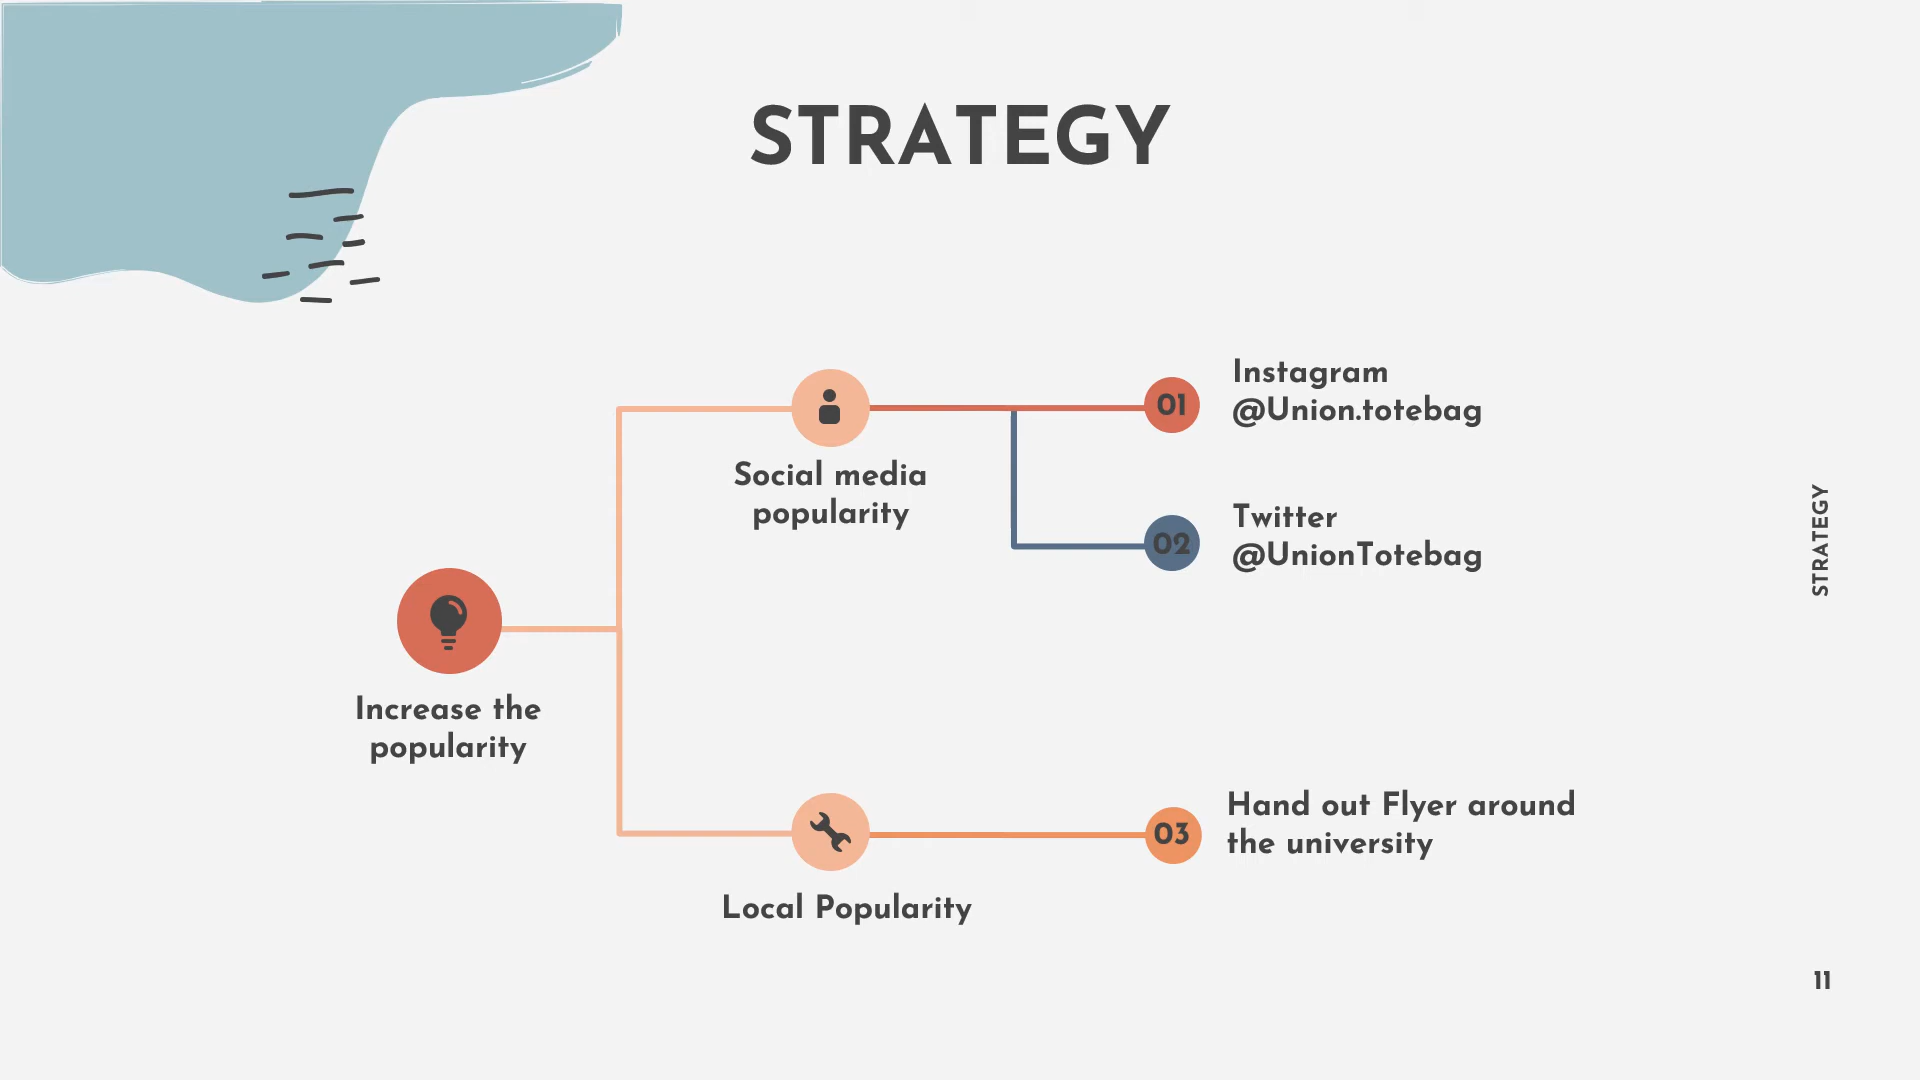 STRATEGY
Increase the
popularity
Social media
popularity
01
Instagram
@Union.totebag
02
Twitter
@UnionTotebag
Local Popularity
03
Hand out Flyer around
the university
STRATEGY
11